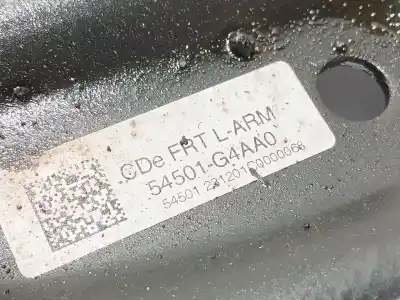 CDe FRT L-ARM
54501-G4AA0
54501 221201C0000066